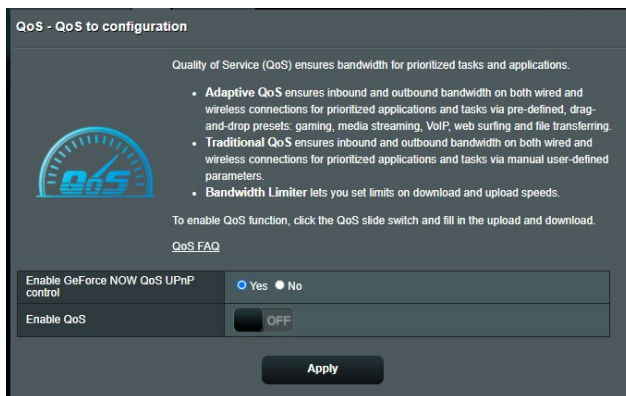 QoS - QoS to configuration
Quality of Service (QoS) ensures bandwidth for prioritized tasks and applications.
• Adaptive QoS ensures inbound and outbound bandwidth on both wired and
wireless connections for prioritized applications and tasks via pre-defined, drag-
and-drop presets: gaming, media streaming, VoIP, web surfing and file transferring.
• Traditional QoS ensures inbound and outbound bandwidth on both wired and
wireless connections for prioritized applications and tasks via manual user-defined
parameters.
• Bandwidth Limiter lets you set limits on download and upload speeds.
QoS
To enable QoS function, click the QoS slide switch and fill in the upload and download.
QoS FAQ
Enable GeForce NOW QoS UPnP
control
Yes No
Enable QoS
OFF
Apply